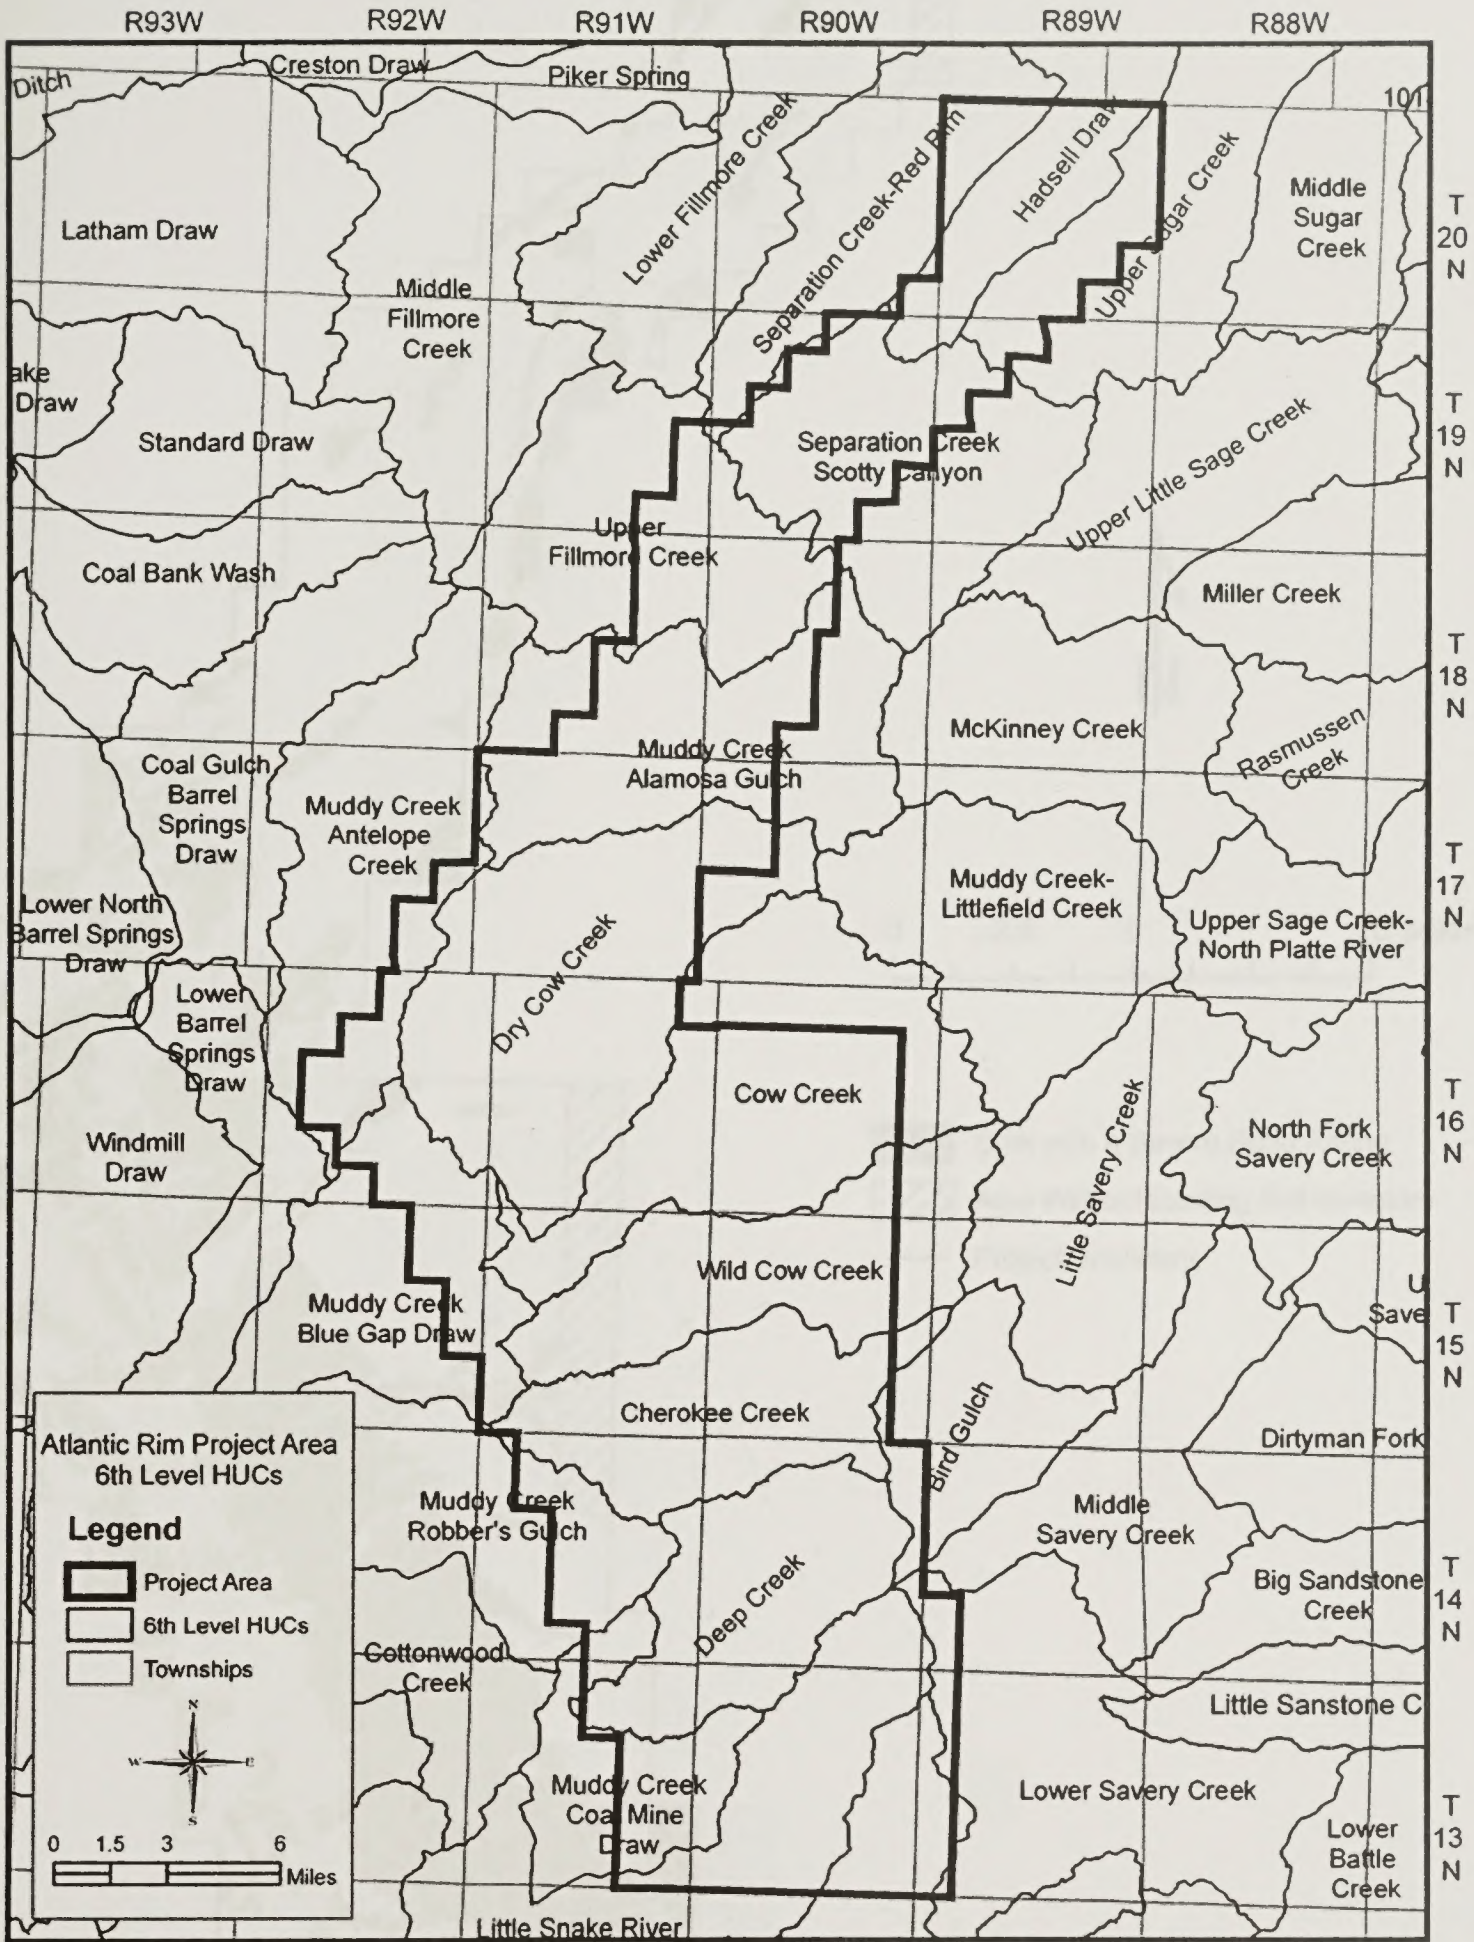 R93W R92W R91W R90W R89W R88W
Ditch
Creston Draw
Piker Spring
101
Lower Fillmore Creek
Separation Creek-Red Rim
Hadsell Draw
Upper Sugar Creek
Middle
Sugar
Creek
T
20
N
Latham Draw
Middle
Fillmore
Creek
ake
Draw
Standard Draw
Separation Creek
Scotty Canyon
Upper Little Sage Creek
T
19
N
Upper
Fillmore Creek
Coal Bank Wash
Miller Creek
T
18
N
McKinney Creek
Rasmussen
Creek
Muddy Creek
Alamosa Gulch
Coal Gulch
Barrel
Springs
Draw
Muddy Creek
Antelope
Creek
Muddy Creek-
Littlefield Creek
T
17
N
Lower North
Barrel Springs
Draw
Upper Sage Creek-
North Platte River
Dry Cow Creek
Lower
Barrel
Springs
Draw
Cow Creek
Little Savery Creek
North Fork
Savery Creek
T
16
N
Windmill
Draw
Wild Cow Creek
Muddy Creek
Blue Gap Draw
U
Save
T
15
N
Cherokee Creek
Bird Gulch
Dirtyman Fork
Muddy Creek
Robber's Gulch
Middle
Savery Creek
Deep Creek
Big Sandstone
Creek
T
14
N
Cottonwood
Creek
Little Sanstone C
Muddy Creek
Coal Mine
Draw
Lower Savery Creek
Lower
Battle
Creek
T
13
N
Little Snake River
Atlantic Rim Project Area
6th Level HUCs
Legend
Project Area
6th Level HUCs
Townships
N
W E
S
0 1.5 3 6
Miles